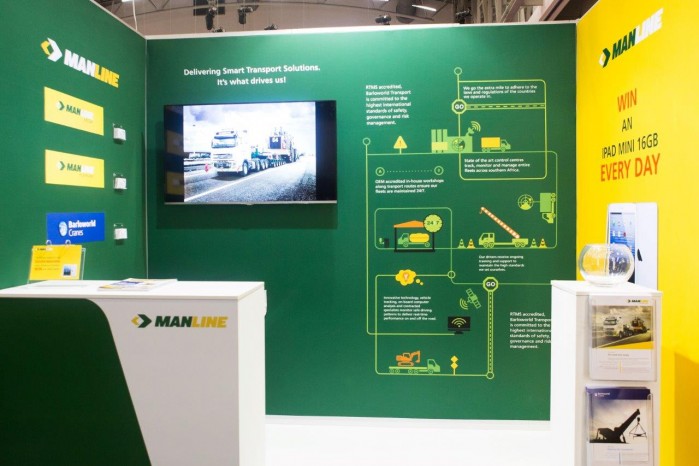 MANLINE
MANLINE
MANLINE
Barloworld
Cranes
Delivering Smart Transport Solutions.
It's what drives us!
RTMS accredited,
Barloworld Transport
is committed to the
highest international
standards of safety,
governance and risk
management.
We go the extra mile to adhere to the
laws and regulations of the countries
we operate in.
GO
State of the art control centres
track, monitor and manage entire
fleets across southern Africa.
OEM accredited in-house workshops
along transport routes ensure our
fleets are maintained 24/7.
24 7
Our drivers receive ongoing
training and support to
maintain the high standards
we set ourselves.
GO
Innovative technology, vehicle
tracking, on-board computer
analysis and contracted
specialists monitor safe driving
patterns to deliver real-time
performance on and off the road.
RTMS accredited,
Barloworld Transport
is committed to the
highest international
standards of safety,
governance and risk
management.
MANLINE
WIN
AN
IPAD MINI 16GB
EVERY DAY
MANLINE
MANLINE